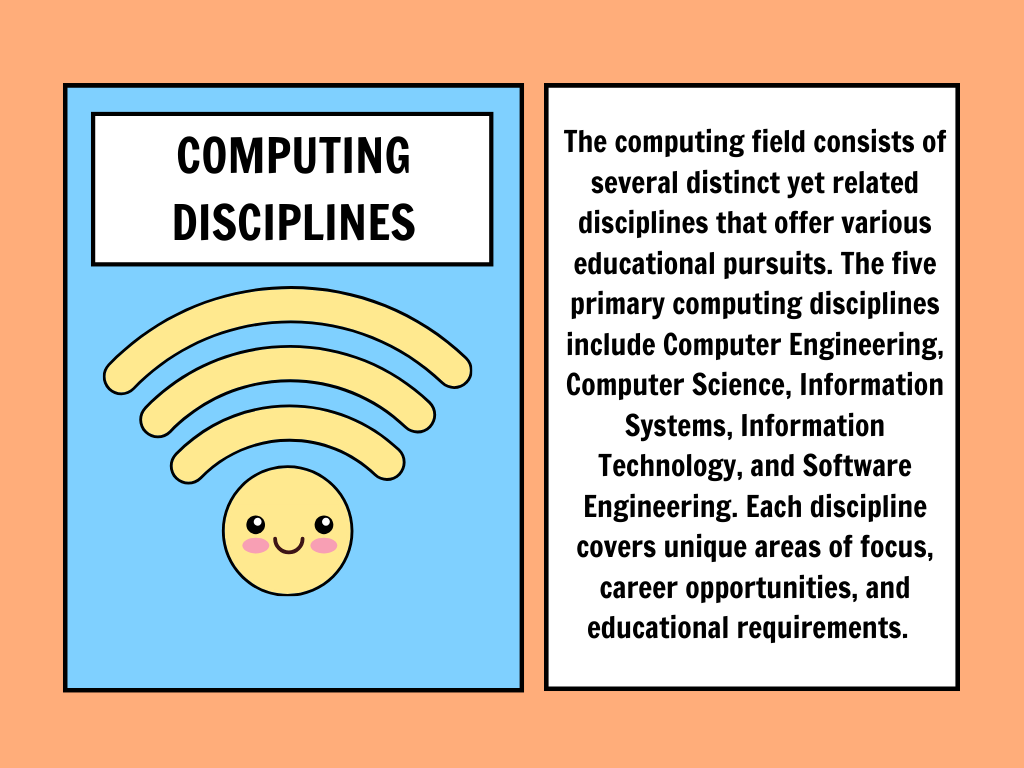 COMPUTING
DISCIPLINES
The computing field consists of
several distinct yet related
disciplines that offer various
educational pursuits. The five
primary computing disciplines
include Computer Engineering,
Computer Science, Information
Systems, Information
Technology, and Software
Engineering. Each discipline
covers unique areas of focus,
career opportunities, and
educational requirements.